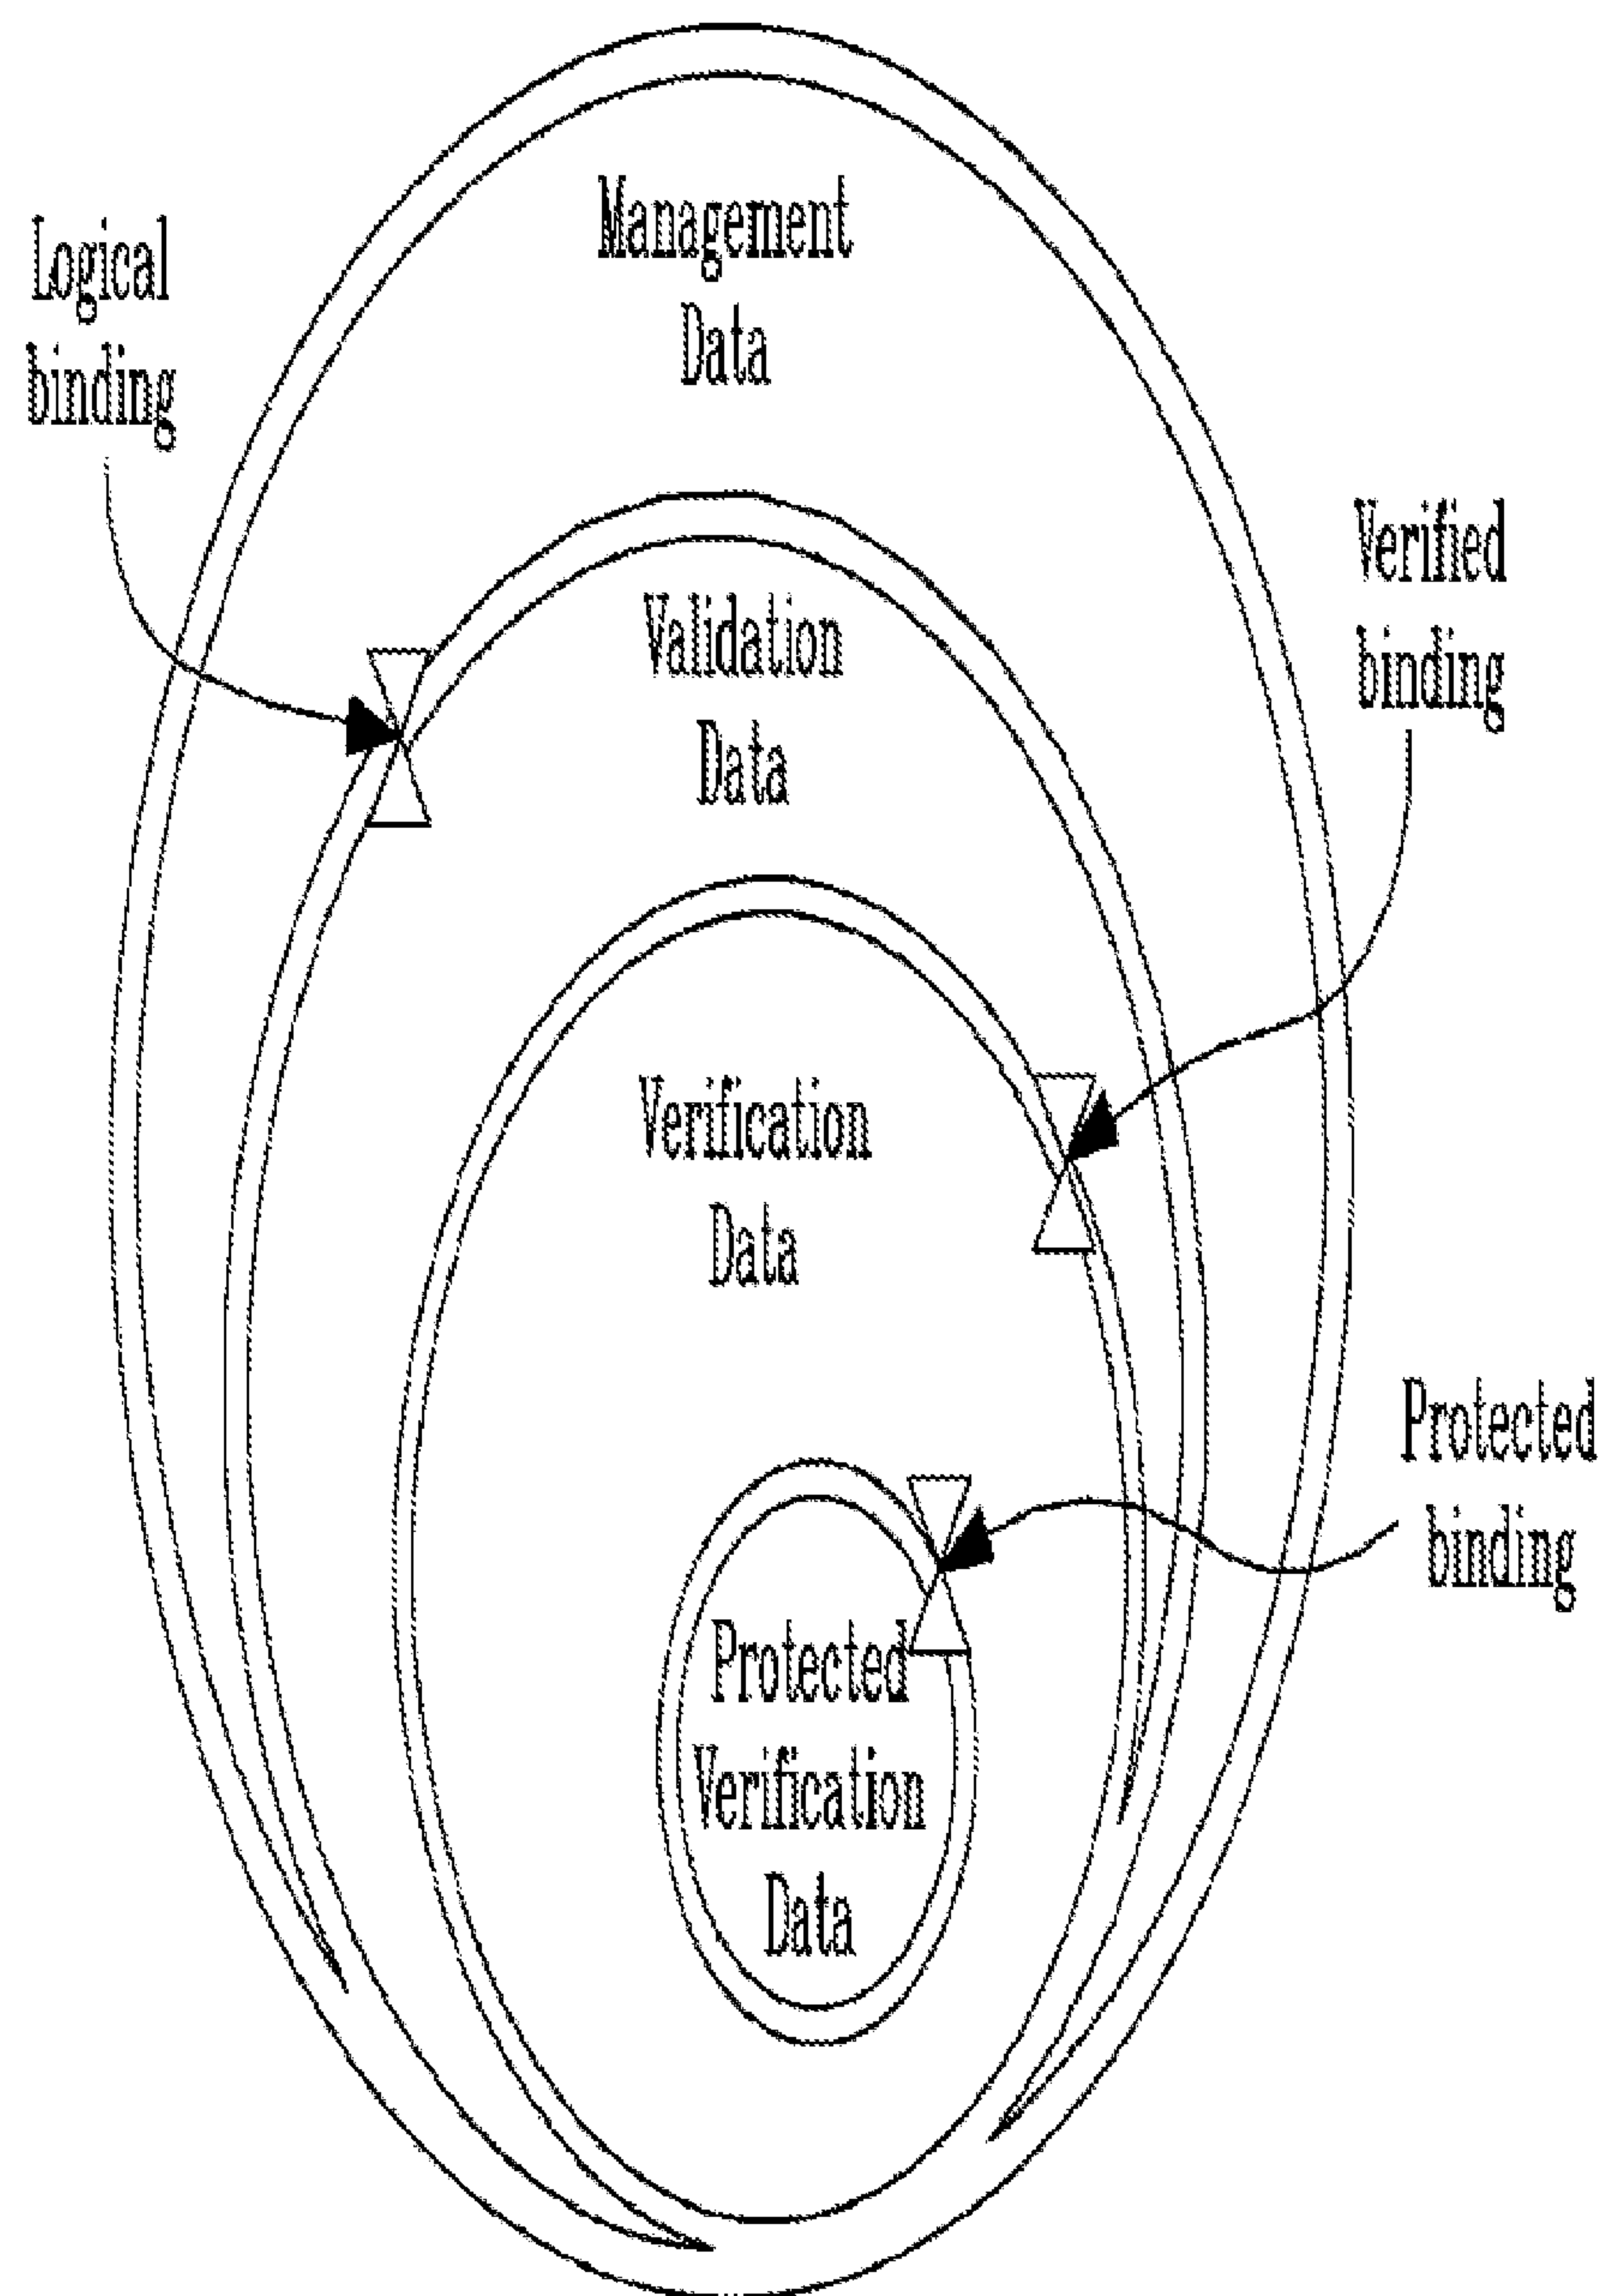 Management
Data
Logical
binding
Verified
binding
Validation
Data
Verification
Data
Protected
binding
Protected
Verification
Data